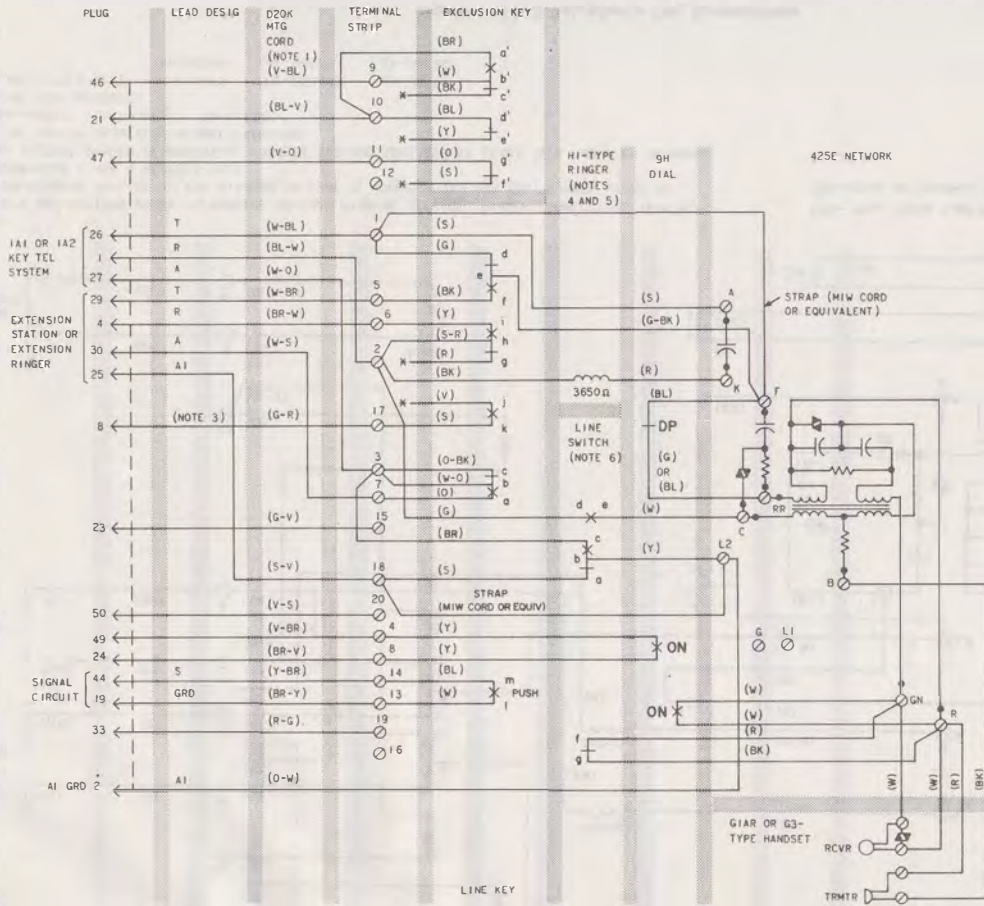 PLUG
LEAD DESIG
D20K MTG CORD (NOTE 1)
TERMINAL STRIP
EXCLUSION KEY
(BR)
a'
46
(V-BL)
9
(W)
b'
(BK)
c'
21
(BL-V)
10
(BL)
d'
(Y)
e'
47
(V-O)
11
(O)
g'
12
(S)
f'
HI-TYPE RINGER (NOTES 4 AND 5)
9H DIAL
425E NETWORK
1A1 OR 1A2 KEY TEL SYSTEM
26
T
(W-BL)
1
(S)
1
R
(BL-W)
(G)
d
27
A
(W-O)
e
29
T
(W-BR)
5
(BK)
f
(S)
A
STRAP (MIW CORD OR EQUIVALENT)
EXTENSION STATION OR EXTENSION RINGER
4
R
(BR-W)
6
(Y)
i
(G-BK)
(S-R)
h
30
A
(W-S)
2
(R)
g
25
A1
(BK)
3650Ω
(R)
K
F
(V)
j
(BL)
8
(NOTE 3)
(G-R)
17
(S)
k
LINE SWITCH (NOTE 6)
DP
(G) OR (BL)
3
(O-BK)
c
(W-O)
b
7
(O)
a
RR
(G)
d
e
(W)
C
23
(G-V)
15
(BR)
c
b
(Y)
L2
(S-V)
18
(S)
a
B
50
(V-S)
20
STRAP (MIW CORD OR EQUIV)
49
(V-BR)
4
(Y)
ON
G
L1
24
(BR-V)
8
(Y)
SIGNAL CIRCUIT
44
S
(Y-BR)
14
(BL)
m
PUSH
19
GRD
(BR-Y)
13
(W)
l
(W)
GN
33
(R-G)
19
ON
(W)
R
16
f
(R)
g
(BK)
A1 GRD
2
A1
(O-W)
(W)
(W)
(R)
(BK)
GIAR OR G3-TYPE HANDSET
RCVR
TRMTR
LINE KEY